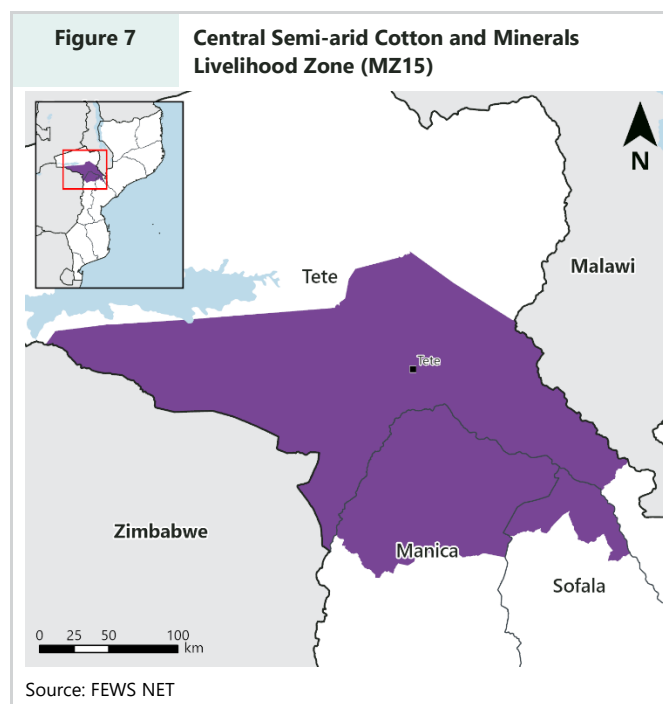 Figure 7
Central Semi-arid Cotton and Minerals
Livelihood Zone (MZ15)
N
Tete
Malawi
Tete
Zimbabwe
Manica
Sofala
0 25 50 100
km
Source: FEWS NET